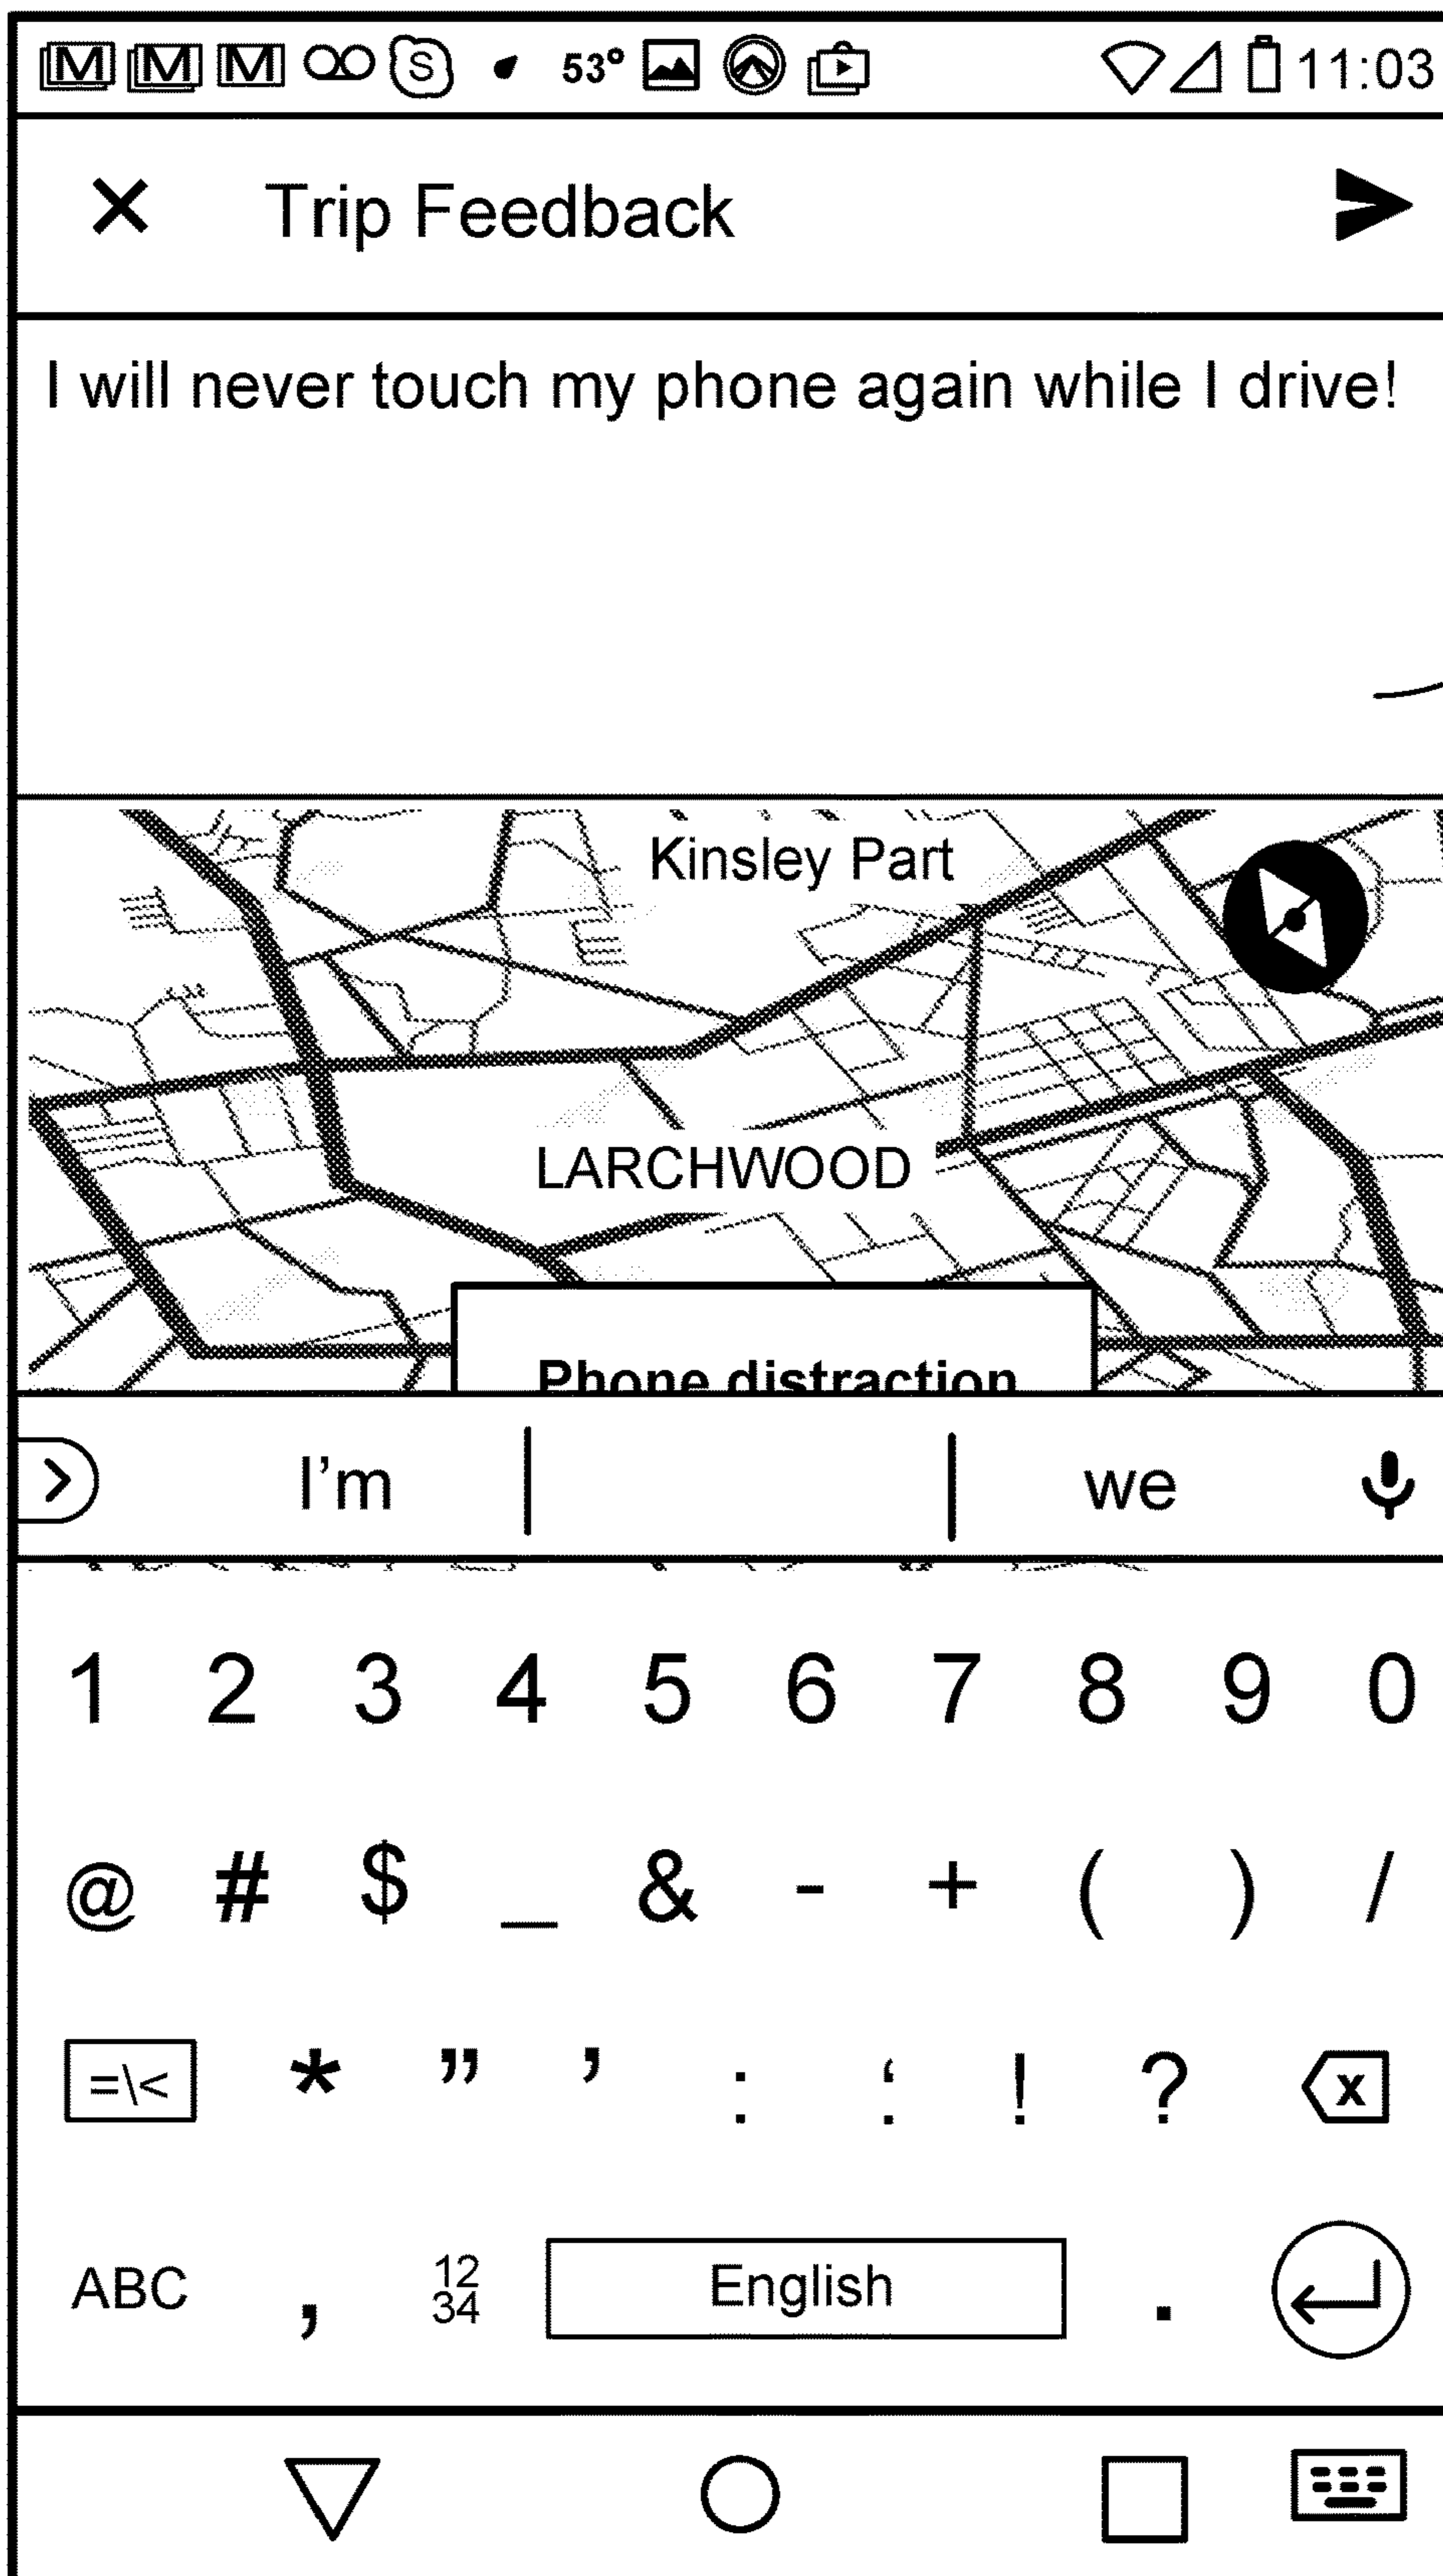 53° 11:03
Trip Feedback
I will never touch my phone again while I drive!
Kinsley Part
LARCHWOOD
Phone distraction
I’m we
1 2 3 4 5 6 7 8 9 0
@ # $ _ & - + ( ) /
=\< * ” ’ : ‘ ! ?
ABC , 12 34 English .